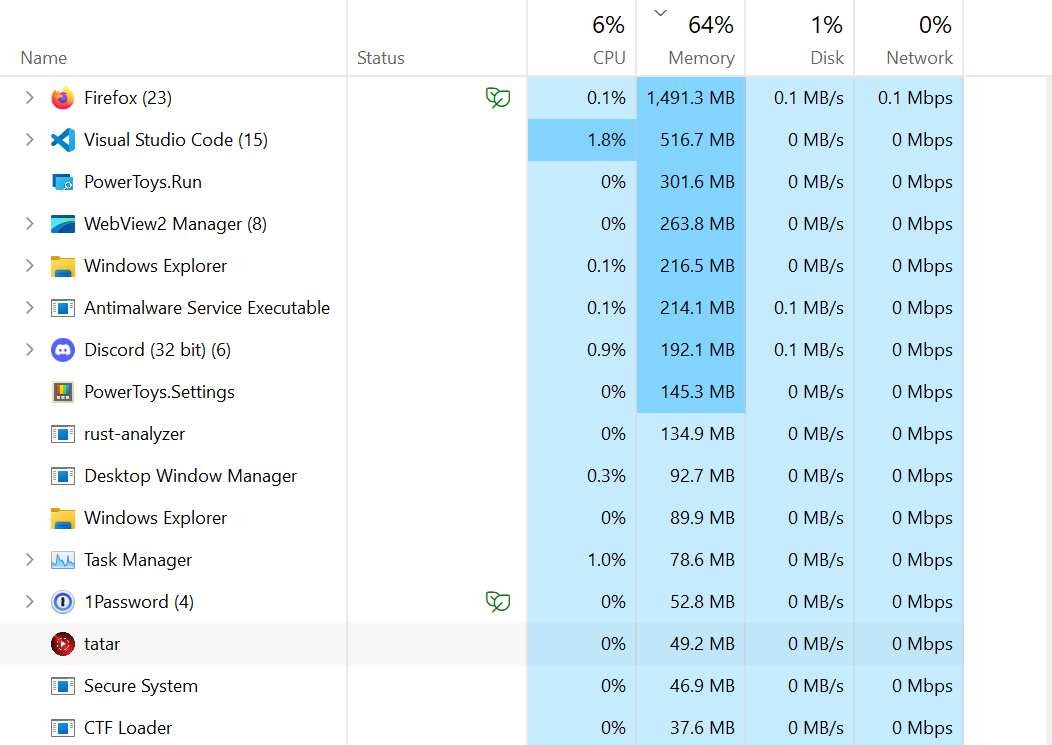 6% 64% 1% 0%
Name Status CPU Memory Disk Network
Firefox (23) 0.1% 1,491.3 MB 0.1 MB/s 0.1 Mbps
Visual Studio Code (15) 1.8% 516.7 MB 0 MB/s 0 Mbps
PowerToys.Run 0% 301.6 MB 0 MB/s 0 Mbps
WebView2 Manager (8) 0% 263.8 MB 0 MB/s 0 Mbps
Windows Explorer 0.1% 216.5 MB 0 MB/s 0 Mbps
Antimalware Service Executable 0.1% 214.1 MB 0.1 MB/s 0 Mbps
Discord (32 bit) (6) 0.9% 192.1 MB 0.1 MB/s 0 Mbps
PowerToys.Settings 0% 145.3 MB 0 MB/s 0 Mbps
rust-analyzer 0% 134.9 MB 0 MB/s 0 Mbps
Desktop Window Manager 0.3% 92.7 MB 0 MB/s 0 Mbps
Windows Explorer 0% 89.9 MB 0 MB/s 0 Mbps
Task Manager 1.0% 78.6 MB 0 MB/s 0 Mbps
1Password (4) 0% 52.8 MB 0 MB/s 0 Mbps
tatar 0% 49.2 MB 0 MB/s 0 Mbps
Secure System 0% 46.9 MB 0 MB/s 0 Mbps
CTF Loader 0% 37.6 MB 0 MB/s 0 Mbps